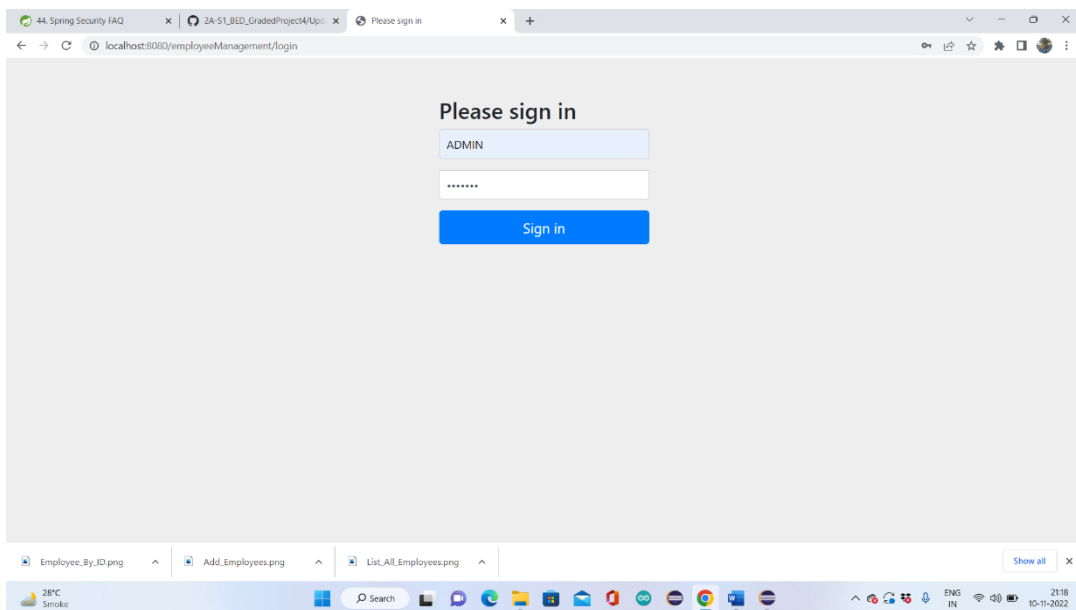 44. Spring Security FAQ
2A-S1_BED_GradedProject4/Upd
Please sign in
localhost:8080/employeeManagement/login
Please sign in
ADMIN
•••••••
Sign in
Employee_By_ID.png
Add_Employees.png
List_All_Employees.png
Show all
28°C
Smoke
Search
ENG
IN
21:18
10-11-2022